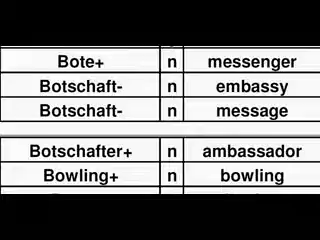 Bote+ n messenger
Botschaft- n embassy
Botschaft- n message
Botschafter+ n ambassador
Bowling+ n bowling